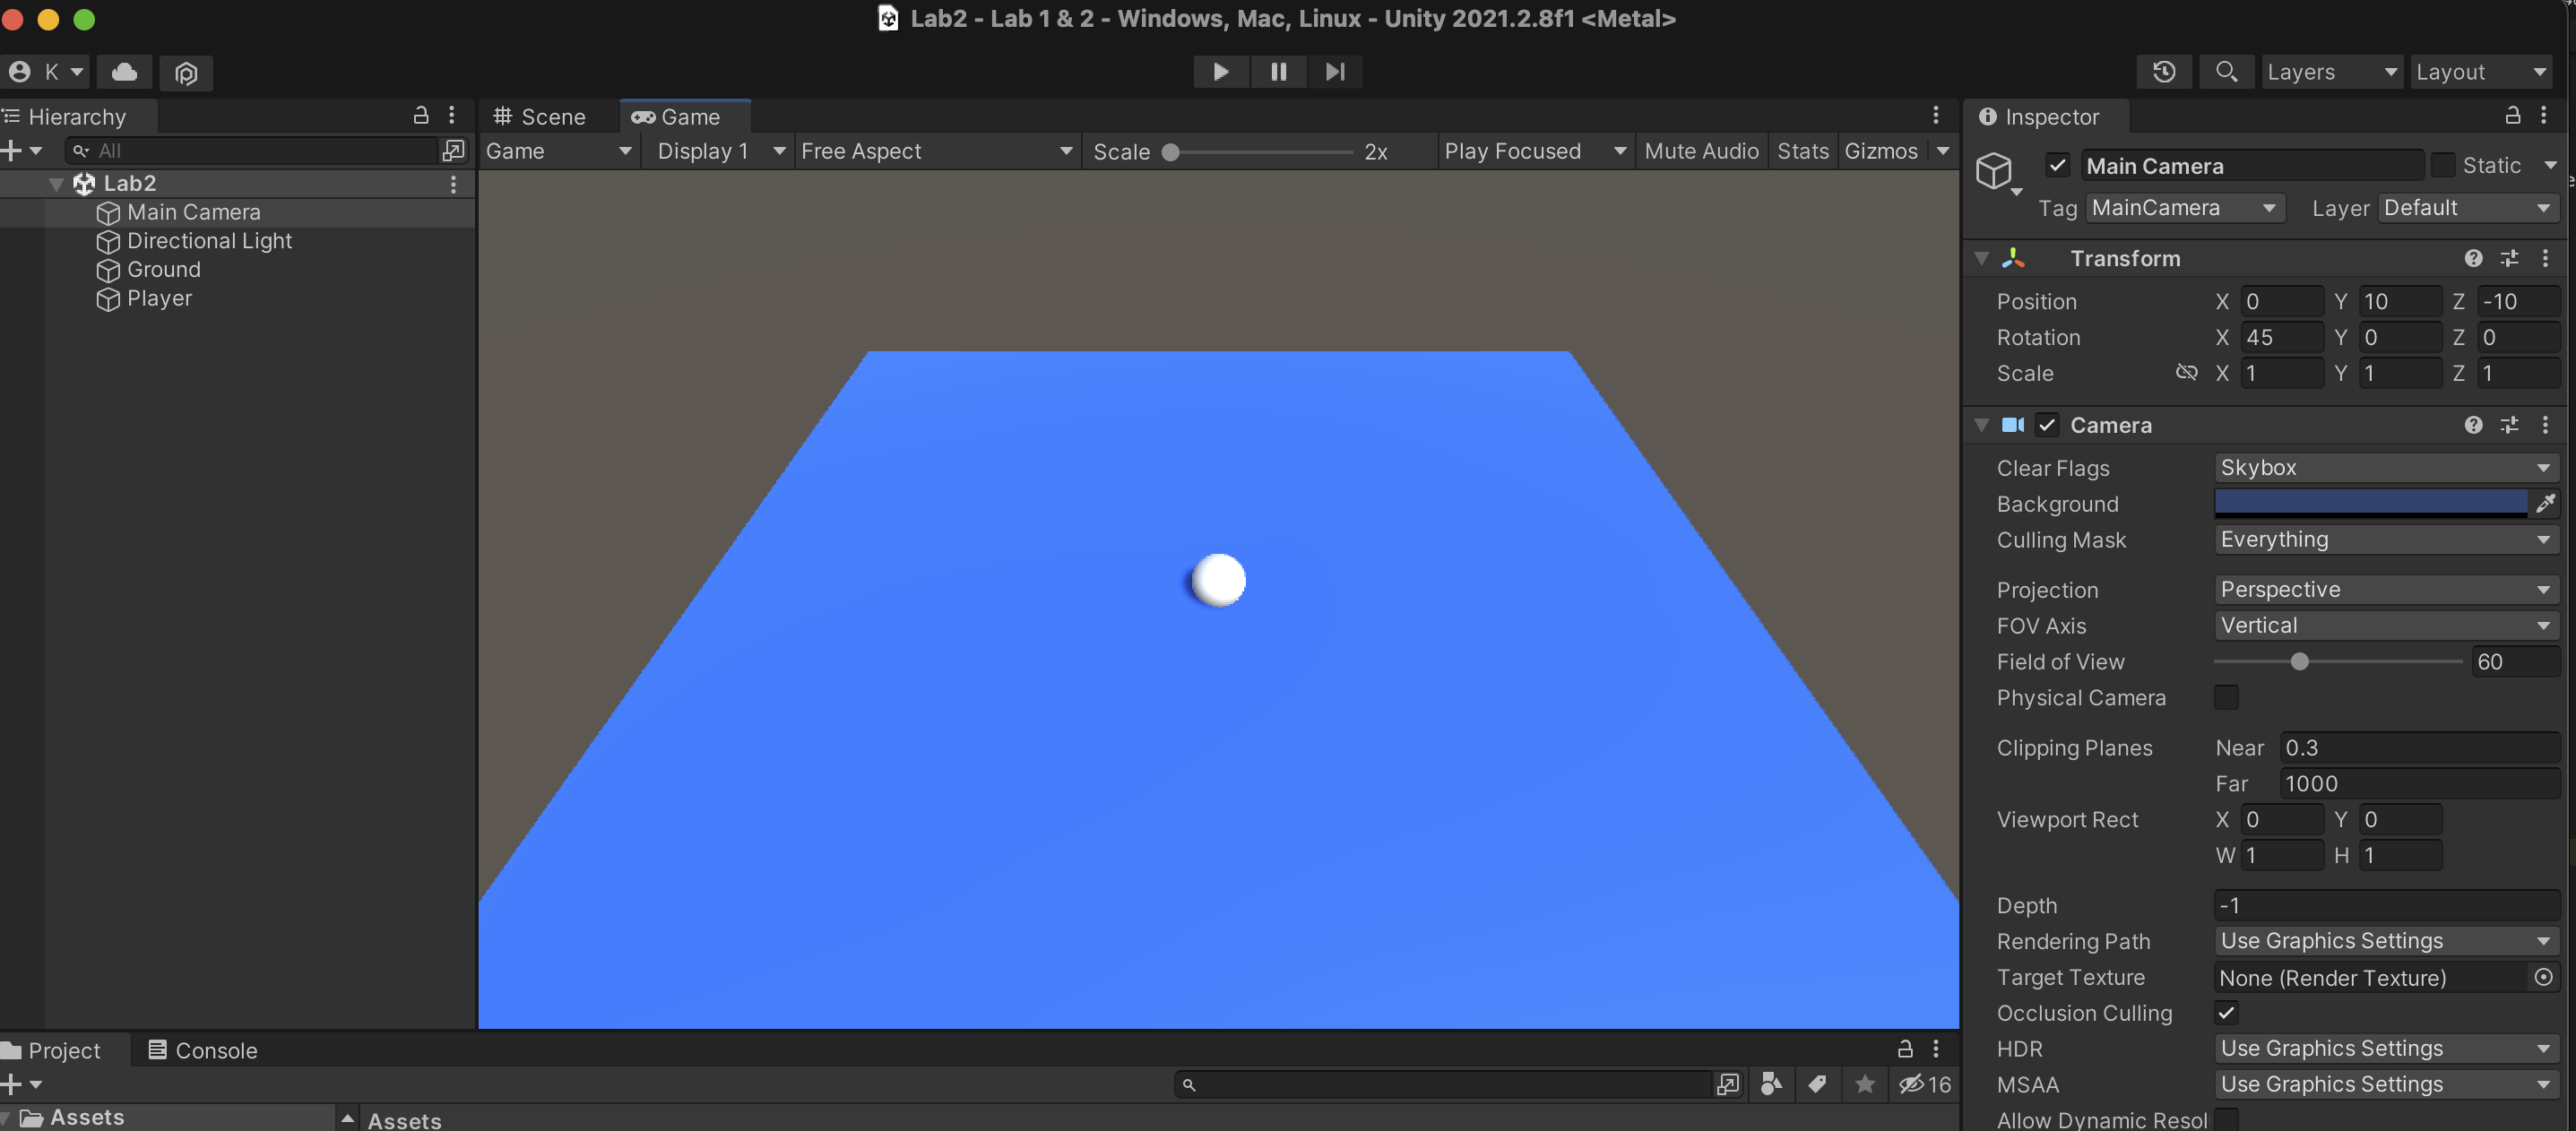 Lab2 - Lab 1 & 2 - Windows, Mac, Linux - Unity 2021.2.8f1 <Metal>
K
Layers
Layout
Hierarchy
All
Lab2
Main Camera
Directional Light
Ground
Player
Scene
Game
Game
Display 1
Free Aspect
Scale
2x
Play Focused
Mute Audio
Stats
Gizmos
Inspector
Main Camera
Static
Tag MainCamera
Layer Default
Transform
Position X 0 Y 10 Z -10
Rotation X 45 Y 0 Z 0
Scale X 1 Y 1 Z 1
Camera
Clear Flags Skybox
Background
Culling Mask Everything
Projection Perspective
FOV Axis Vertical
Field of View 60
Physical Camera
Clipping Planes Near 0.3
Far 1000
Viewport Rect X 0 Y 0
W 1 H 1
Depth -1
Rendering Path Use Graphics Settings
Target Texture None (Render Texture)
Occlusion Culling
HDR Use Graphics Settings
MSAA Use Graphics Settings
Allow Dynamic Resol
Project
Console
16
Assets
Assets